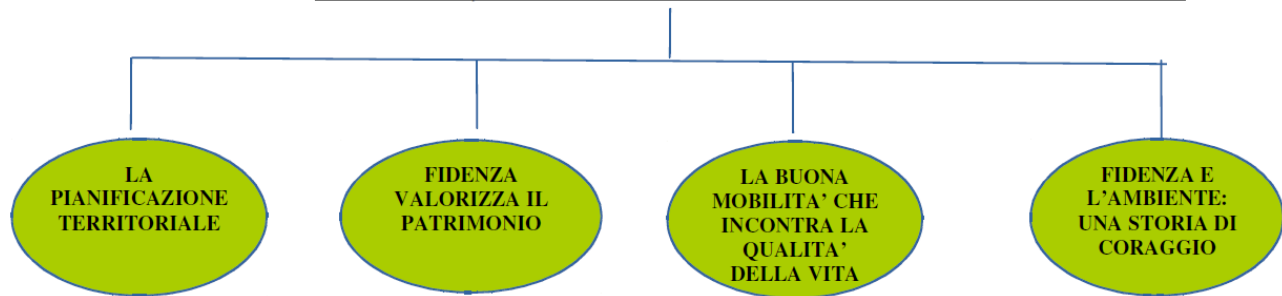 LA
PIANIFICAZIONE
TERRITORIALE
FIDENZA
VALORIZZA IL
PATRIMONIO
LA BUONA
MOBILITA’ CHE
INCONTRA LA
QUALITA’
DELLA VITA
FIDENZA E
L’AMBIENTE:
UNA STORIA DI
CORAGGIO